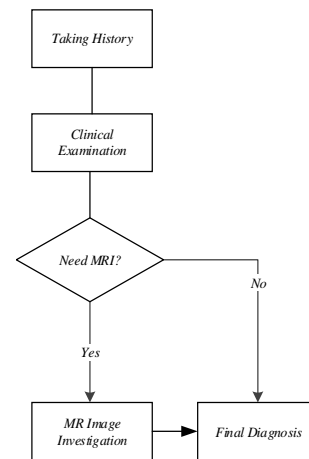 Taking History
Clinical
Examination
Need MRI?
No
Yes
MR Image
Investigation
Final Diagnosis